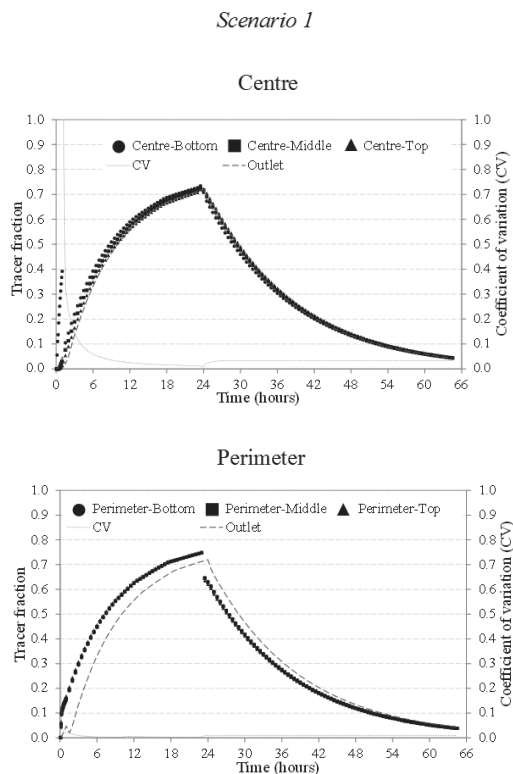 Scenario 1
Centre
1.0 1.0
Centre-Bottom Centre-Middle Centre-Top
0.9 0.9
CV Outlet
0.8 0.8
0.7 0.7
0.6 0.6
0.5 0.5
0.4 0.4
0.3 0.3
0.2 0.2
0.1 0.1
0.0 0.0
Tracer fraction
Coefficient of variation (CV)
0 6 12 18 24 30 36 42 48 54 60 66
Time (hours)
Perimeter
1.0 1.0
Perimeter-Bottom Perimeter-Middle Perimeter-Top
0.9 0.9
CV Outlet
0.8 0.8
0.7 0.7
0.6 0.6
0.5 0.5
0.4 0.4
0.3 0.3
0.2 0.2
0.1 0.1
0.0 0.0
Tracer fraction
Coefficient of variation (CV)
0 6 12 18 24 30 36 42 48 54 60 66
Time (hours)